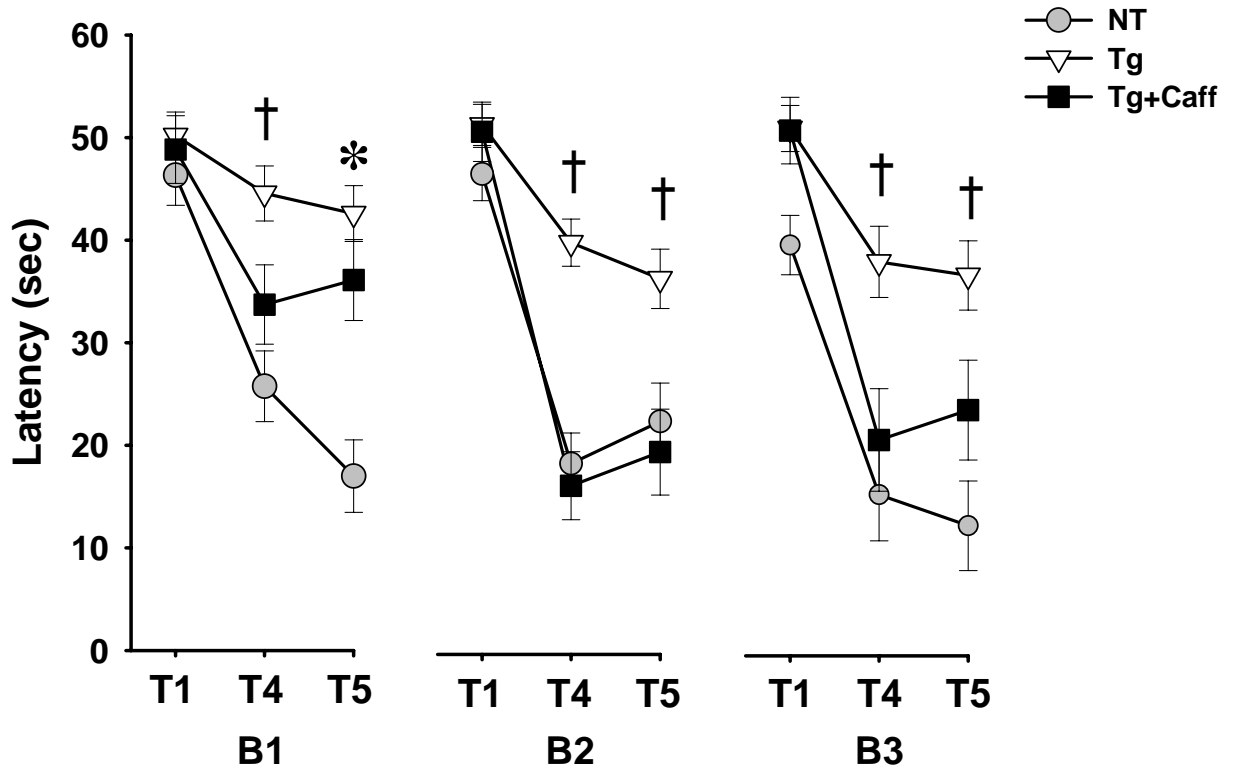 NT
Tg
Tg+Caff
60
50
40
30
20
10
0
Latency (sec)
†
*
†
†
†
†
T1 T4 T5
T1 T4 T5
T1 T4 T5
B1
B2
B3